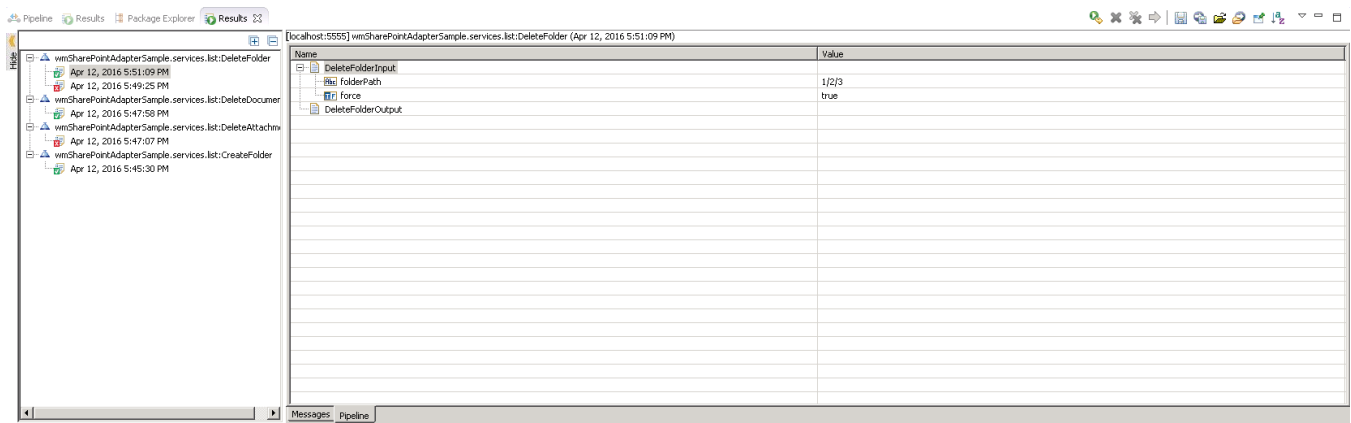 Pipeline Results Package Explorer Results
Hide
[localhost:5555] wmSharePointAdapterSample.services.list:DeleteFolder (Apr 12, 2016 5:51:09 PM)
wmSharePointAdapterSample.services.list:DeleteFolder
Apr 12, 2016 5:51:09 PM
Apr 12, 2016 5:49:25 PM
wmSharePointAdapterSample.services.list:DeleteDocumer
Apr 12, 2016 5:47:58 PM
wmSharePointAdapterSample.services.list:DeleteAttachm
Apr 12, 2016 5:47:07 PM
wmSharePointAdapterSample.services.list:CreateFolder
Apr 12, 2016 5:45:30 PM
Name Value
DeleteFolderInput
folderPath 1/2/3
force true
DeleteFolderOutput
Messages Pipeline